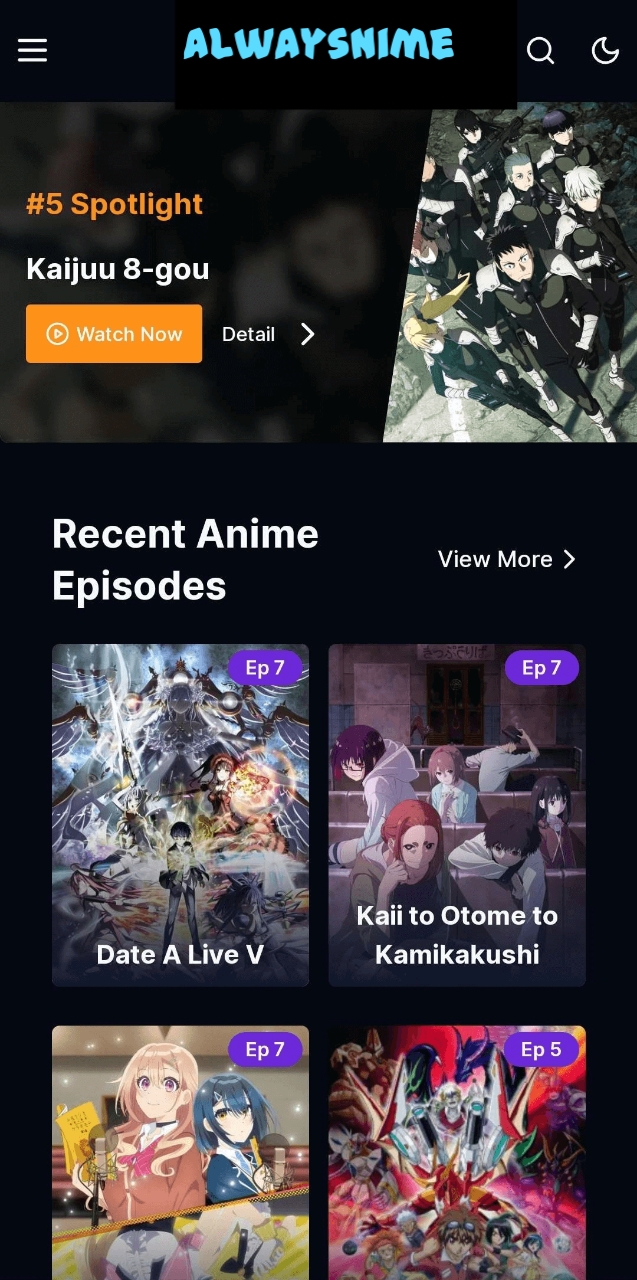 ALWAYSNIME
#5 Spotlight
Kaijuu 8-gou
Watch Now
Detail
Recent Anime
Episodes
View More
Ep 7
Ep 7
Date A Live V
Kaii to Otome to
Kamikakushi
Ep 7
Ep 5